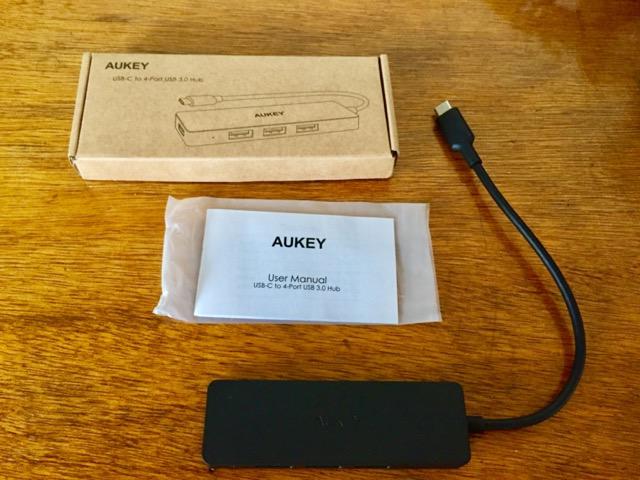 AUKEY
USB-C to 4-Port USB 3.0 Hub
AUKEY
AUKEY
User Manual
USB-C to 4-Port USB 3.0 Hub